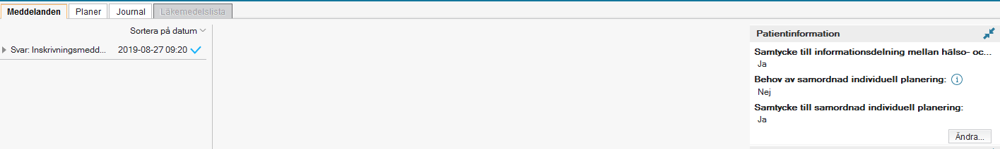 Meddelanden Planer Journal Läkemedelslista
Sortera på datum
Svar: Inskrivningsmedd... 2019-08-27 09:20
Patientinformation
Samtycke till informationsdelning mellan hälso- oc...
Ja
Behov av samordnad individuell planering:
Nej
Samtycke till samordnad individuell planering:
Ja
Ändra...